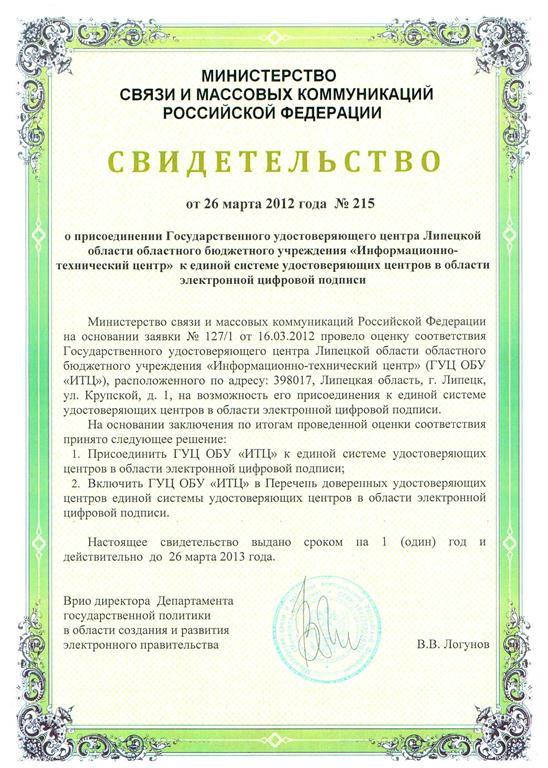 МИНИСТЕРСТВО
СВЯЗИ И МАССОВЫХ КОММУНИКАЦИЙ
РОССИЙСКОЙ ФЕДЕРАЦИИ
СВИДЕТЕЛЬСТВО
от 26 марта 2012 года № 215
о присоединении Государственного удостоверяющего центра Липецкой
области областного бюджетного учреждения «Информационно-
технический центр» к единой системе удостоверяющих центров в области
электронной цифровой подписи
Министерство связи и массовых коммуникаций Российской Федерации
на основании заявки № 127/1 от 16.03.2012 провело оценку соответствия
Государственного удостоверяющего центра Липецкой области областного
бюджетного учреждения «Информационно-технический центр» (ГУЦ ОБУ
«ИТЦ»), расположенного по адресу: 398017, Липецкая область, г. Липецк,
ул. Крупской, д. 1, на возможность его присоединения к единой системе
удостоверяющих центров в области электронной цифровой подписи.
На основании заключения по итогам проведенной оценки соответствия
принято следующее решение:
1. Присоединить ГУЦ ОБУ «ИТЦ» к единой системе удостоверяющих
центров в области электронной цифровой подписи;
2. Включить ГУЦ ОБУ «ИТЦ» в Перечень доверенных удостоверяющих
центров единой системы удостоверяющих центров в области электронной
цифровой подписи.
Настоящее свидетельство выдано сроком на 1 (один) год и
действительно до 26 марта 2013 года.
Врио директора Департамента
государственной политики
в области создания и развития
электронного правительства
В.В. Логунов